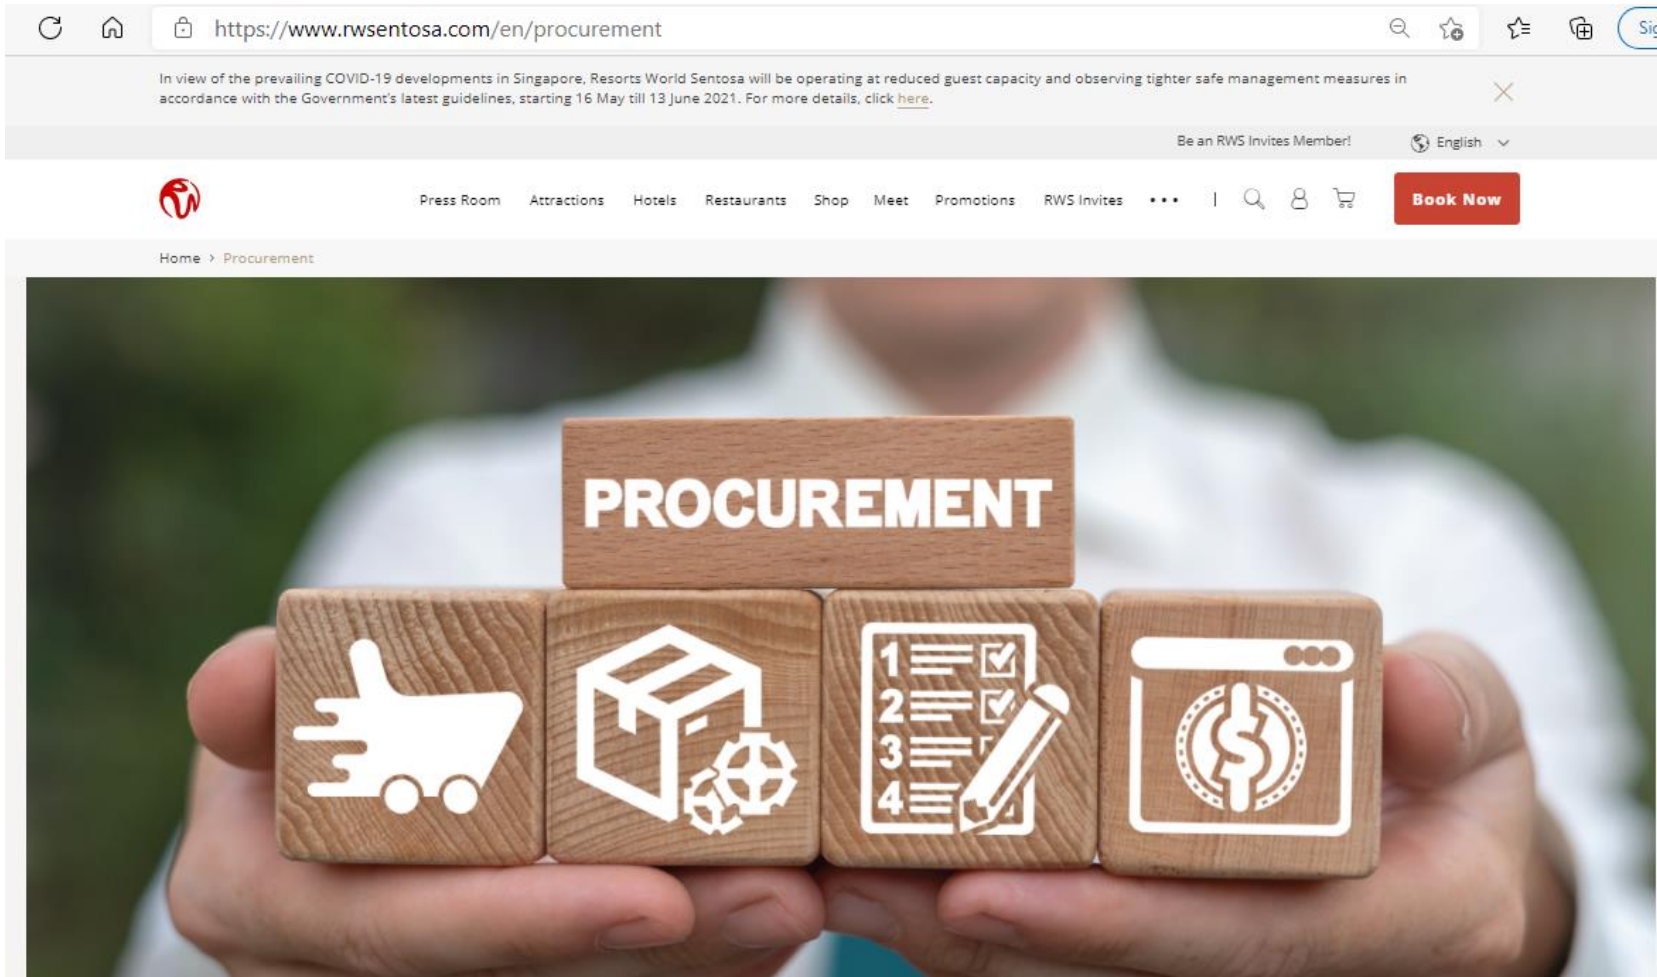 https://www.rwsentosa.com/en/procurement
In view of the prevailing COVID-19 developments in Singapore, Resorts World Sentosa will be operating at reduced guest capacity and observing tighter safe management measures in
accordance with the Government's latest guidelines, starting 16 May till 13 June 2021. For more details, click here.
Be an RWS Invites Member! English
Press Room Attractions Hotels Restaurants Shop Meet Promotions RWS Invites ••• | Book Now
Home > Procurement
PROCUREMENT
1
2
3
4
$